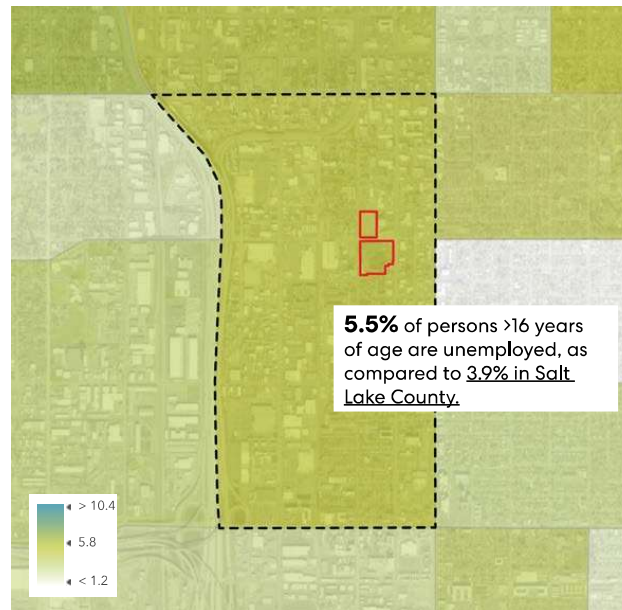 5.5% of persons >16 years
of age are unemployed, as
compared to 3.9% in Salt
Lake County.
> 10.4
5.8
< 1.2